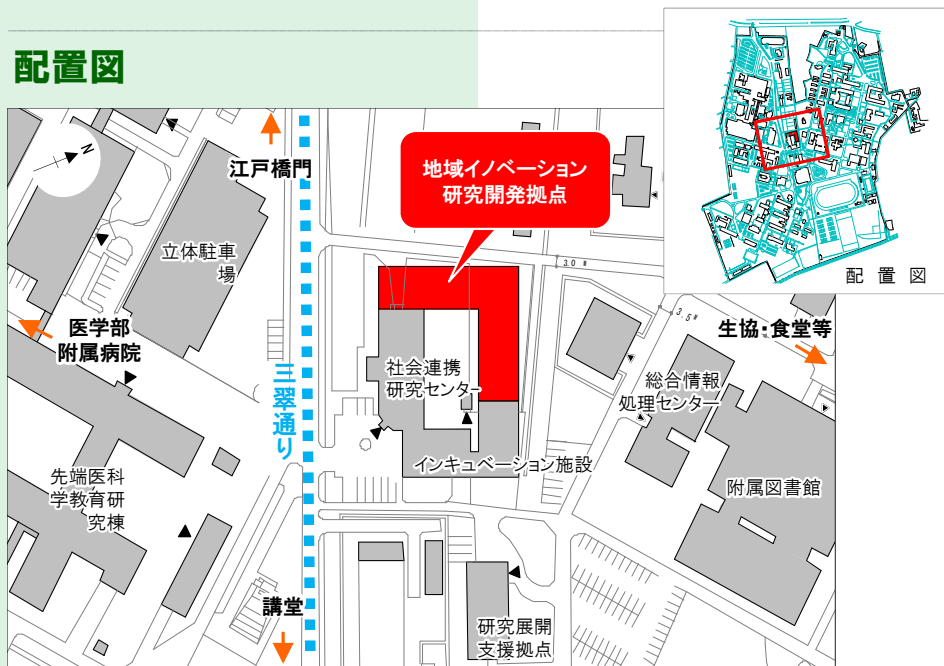 配置図
N
江戸橋門
地域イノベーション
研究開発拠点
立体駐車
場
3.0 M
配 置 図
3.5M
医学部
附属病院
生協・食堂等
社会連携
研究センター
三翠通り
総合情報
処理センター
インキュベーション施設
先端医科
学教育研
究棟
附属図書館
講堂
研究展開
支援拠点